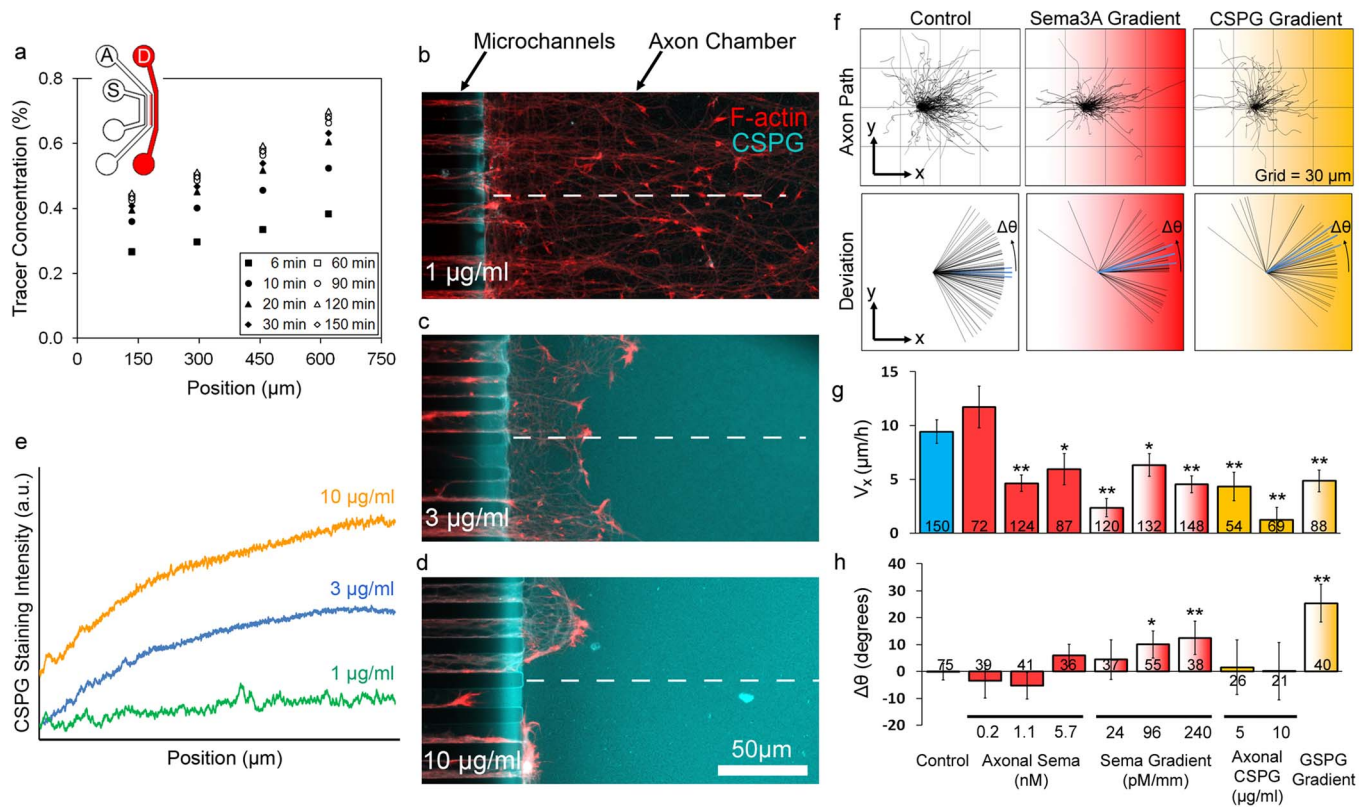 a
A
D
S
Tracer Concentration (%)
0.8
0.6
0.4
0.2
0.0
0 150 300 450 600 750
Position (µm)
6 min 60 min
10 min 90 min
20 min 120 min
30 min 150 min
e
CSPG Staining Intensity (a.u.)
10 µg/ml
3 µg/ml
1 µg/ml
Position (µm)
Microchannels Axon Chamber
b
F-actin
CSPG
1 µg/ml
c
3 µg/ml
d
10 µg/ml
50µm
f
Control Sema3A Gradient CSPG Gradient
Axon Path
y
x
Grid = 30 µm
Deviation
Δθ Δθ Δθ
y
x
g
Vₓ (µm/h)
15
10
5
0
** * ** * ** ** ** **
150 72 124 87 120 132 148 54 69 88
h
Δθ (degrees)
40
30
20
10
0
-10
-20
* ** **
75 39 41 36 37 55 38 26 21 40
0.2 1.1 5.7 24 96 240 5 10
Control Axonal Sema (nM) Sema Gradient (pM/mm) Axonal CSPG (µg/ml) GSPG Gradient